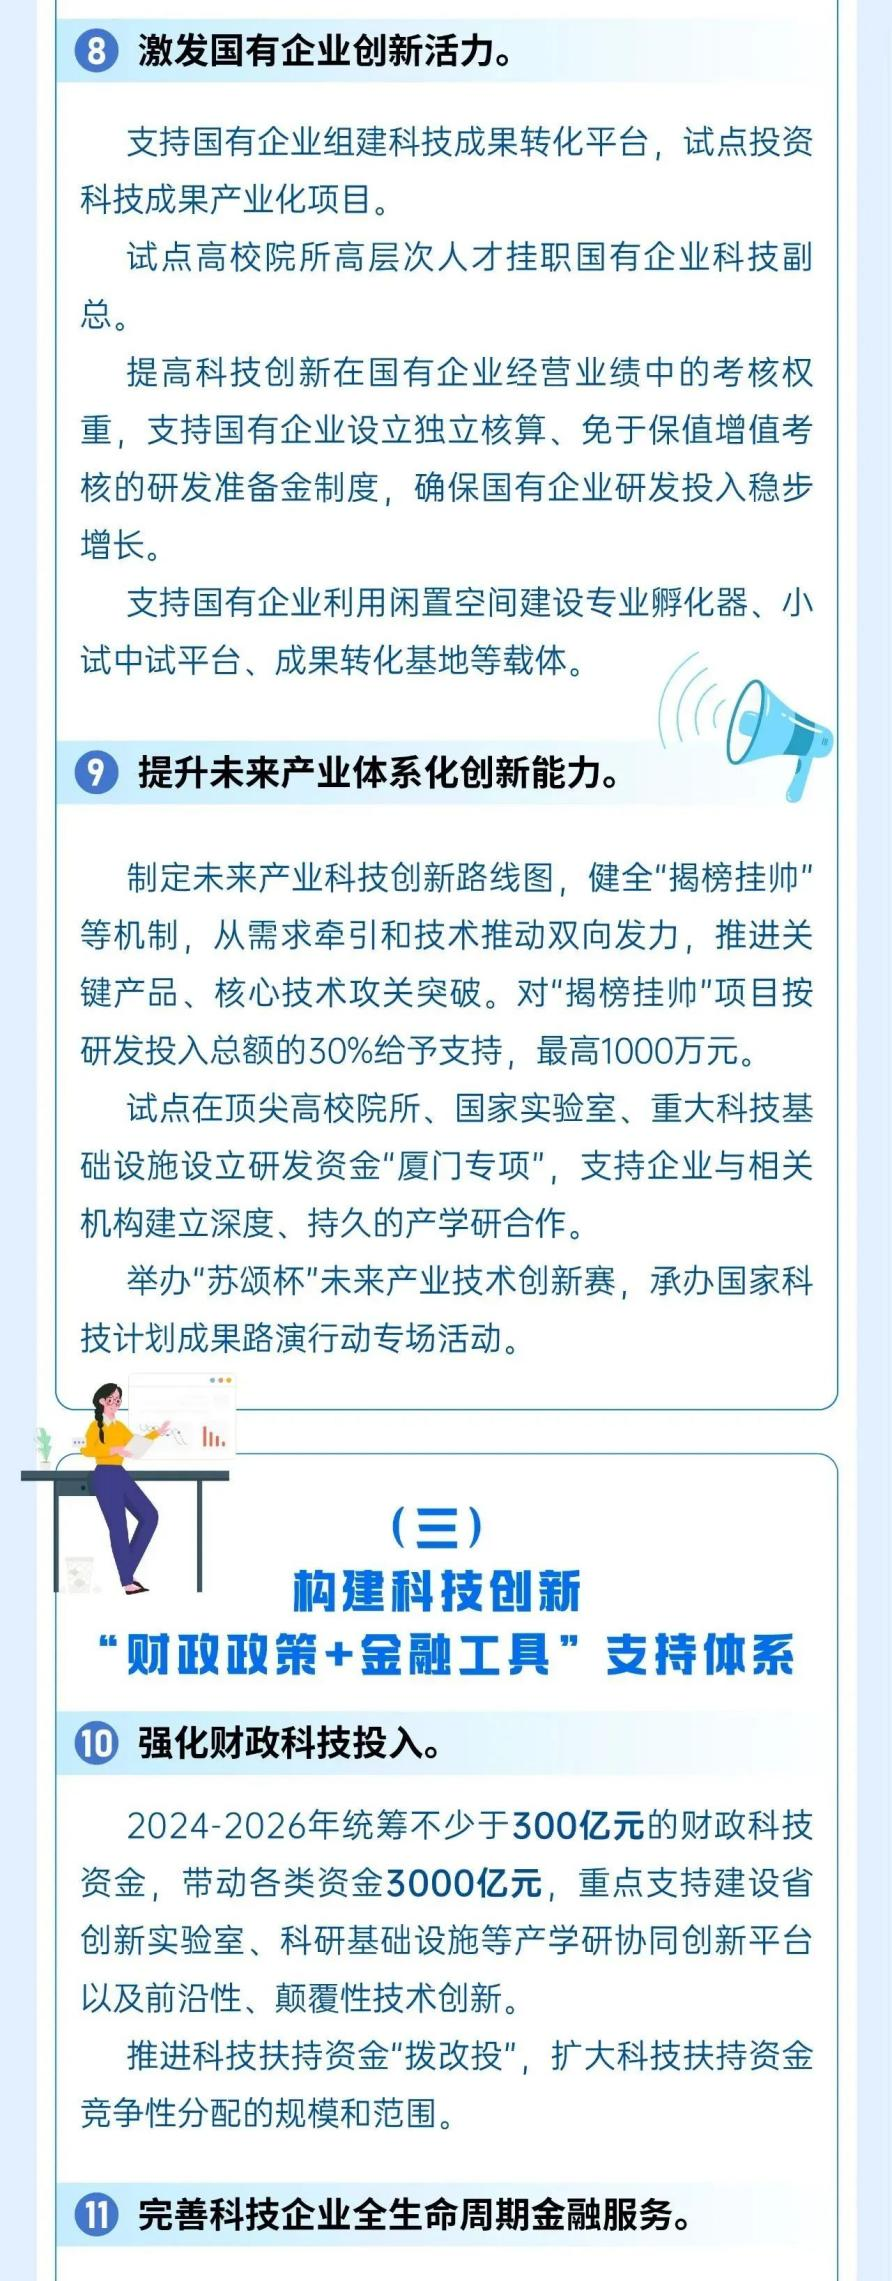 8 激发国有企业创新活力。
支持国有企业组建科技成果转化平台，试点投资
科技成果产业化项目。
试点高校院所高层次人才挂职国有企业科技副
总。
提高科技创新在国有企业经营业绩中的考核权
重，支持国有企业设立独立核算、免于保值增值考
核的研发准备金制度，确保国有企业研发投入稳步
增长。
支持国有企业利用闲置空间建设专业孵化器、小
试中试平台、成果转化基地等载体。
9 提升未来产业体系化创新能力。
制定未来产业科技创新路线图，健全“揭榜挂帅”
等机制，从需求牵引和技术推动双向发力，推进关
键产品、核心技术攻关突破。对“揭榜挂帅”项目按
研发投入总额的30%给予支持，最高1000万元。
试点在顶尖高校院所、国家实验室、重大科技基
础设施设立研发资金“厦门专项”，支持企业与相关
机构建立深度、持久的产学研合作。
举办“苏颂杯”未来产业技术创新赛，承办国家科
技计划成果路演行动专场活动。
（三）
构建科技创新
“财政政策+金融工具”支持体系
10 强化财政科技投入。
2024-2026年统筹不少于300亿元的财政科技
资金，带动各类资金3000亿元，重点支持建设省
创新实验室、科研基础设施等产学研协同创新平台
以及前沿性、颠覆性技术创新。
推进科技扶持资金“拨改投”，扩大科技扶持资金
竞争性分配的规模和范围。
11 完善科技企业全生命周期金融服务。